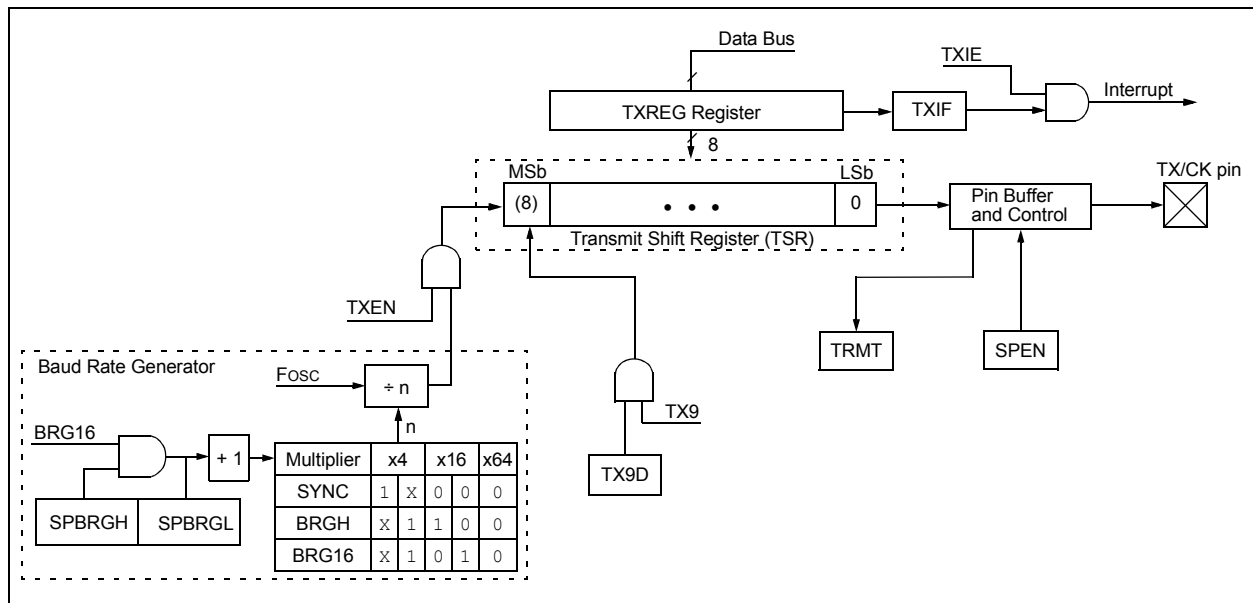 Data Bus
TXIE
Interrupt
TXREG Register
TXIF
8
MSb
LSb
TX/CK pin
(8)
• • •
0
Pin Buffer
and Control
Transmit Shift Register (TSR)
TXEN
TRMT
SPEN
Baud Rate Generator
FOSC
÷ n
TX9
n
BRG16
+ 1
Multiplier x4 x16 x64
TX9D
SYNC 1 X 0 0 0
SPBRGH SPBRGL
BRGH X 1 1 0 0
BRG16 X 1 0 1 0